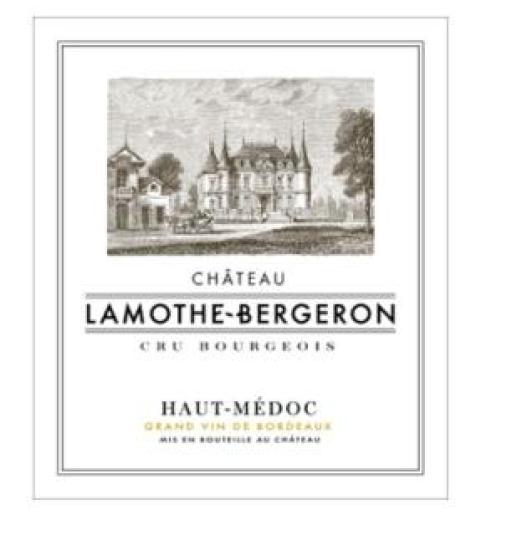 CHÂTEAU
LAMOTHE-BERGERON
CRU BOURGEOIS
HAUT-MÉDOC
GRAND VIN DE BORDEAUX
MIS EN BOUTEILLE AU CHÂTEAU